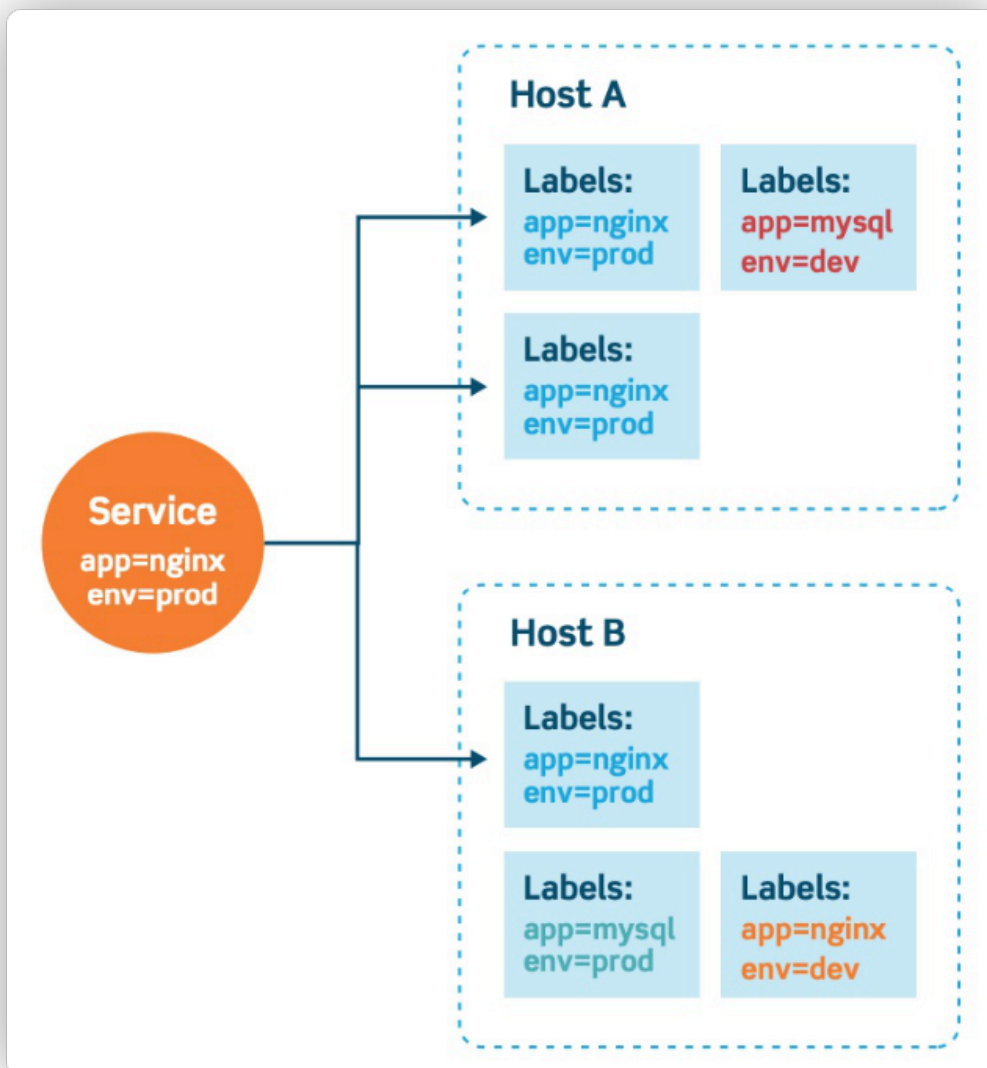 Host A
Labels:
app=nginx
env=prod
Labels:
app=mysql
env=dev
Labels:
app=nginx
env=prod
Service
app=nginx
env=prod
Host B
Labels:
app=nginx
env=prod
Labels:
app=mysql
env=prod
Labels:
app=nginx
env=dev